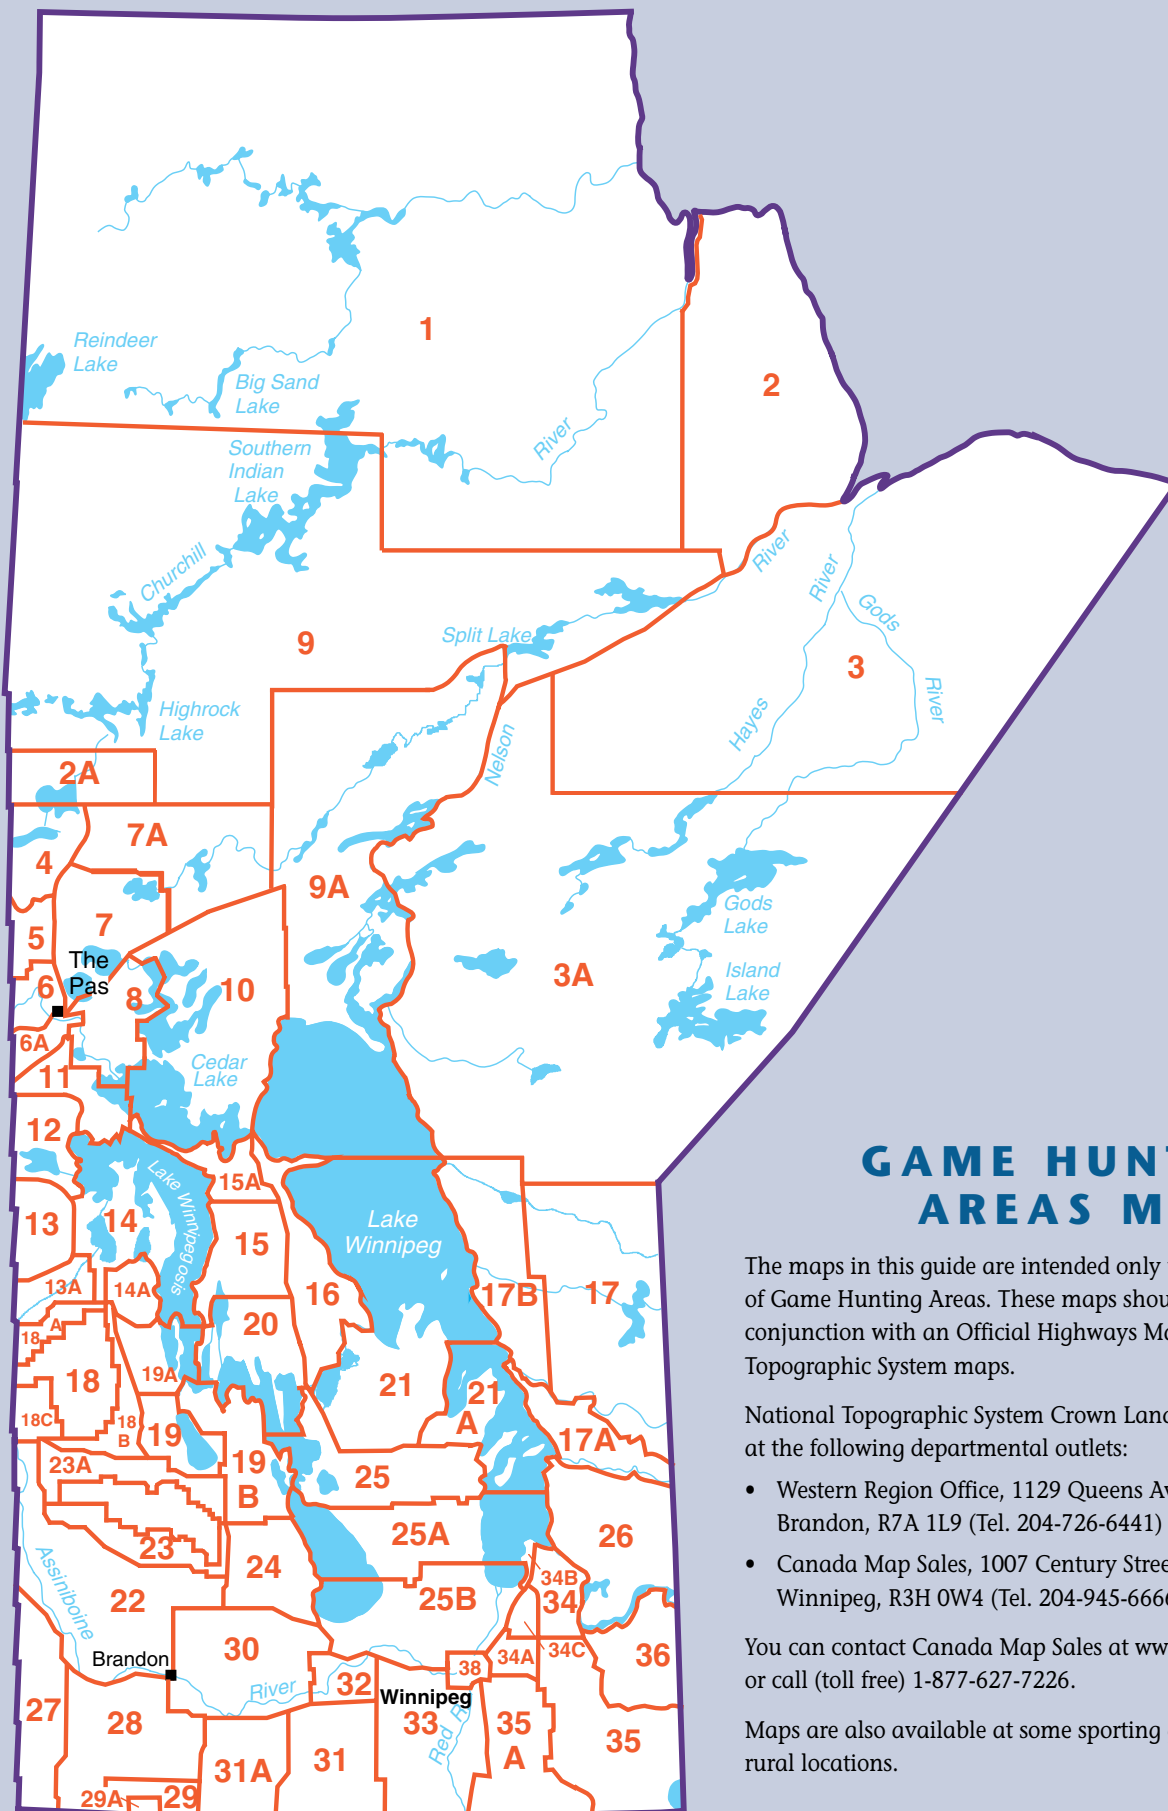 1
2
Reindeer
Lake
Big Sand
Lake
River
Southern
Indian
Lake
Churchill
River
River
Gods
River
Split Lake
9
3
Highrock
Lake
Hayes
Nelson
2A
7A
4
9A
7
5
The
Pas
6
8
10
3A
Gods
Lake
Island
Lake
6A
11
Cedar
Lake
12
15A
Lake Winnipegosis
13
14
15
Lake
Winnipeg
13A
14A
16
17B
17
A
18
20
18
19A
21
21
A
18C
18
B
19
17A
23A
19
B
25
25A
26
23
24
34B
34
22
25B
Assiniboine
34A
34C
36
30
38
Brandon
32
Winnipeg
River
27
28
33
Red R
35
A
35
31A
31
29A
29
GAME HUN
AREAS M
The maps in this guide are intended only
of Game Hunting Areas. These maps shou
conjunction with an Official Highways Ma
Topographic System maps.
National Topographic System Crown Land
at the following departmental outlets:
• Western Region Office, 1129 Queens Av
Brandon, R7A 1L9 (Tel. 204-726-6441)
• Canada Map Sales, 1007 Century Stree
Winnipeg, R3H 0W4 (Tel. 204-945-6666
You can contact Canada Map Sales at ww
or call (toll free) 1-877-627-7226.
Maps are also available at some sporting
rural locations.